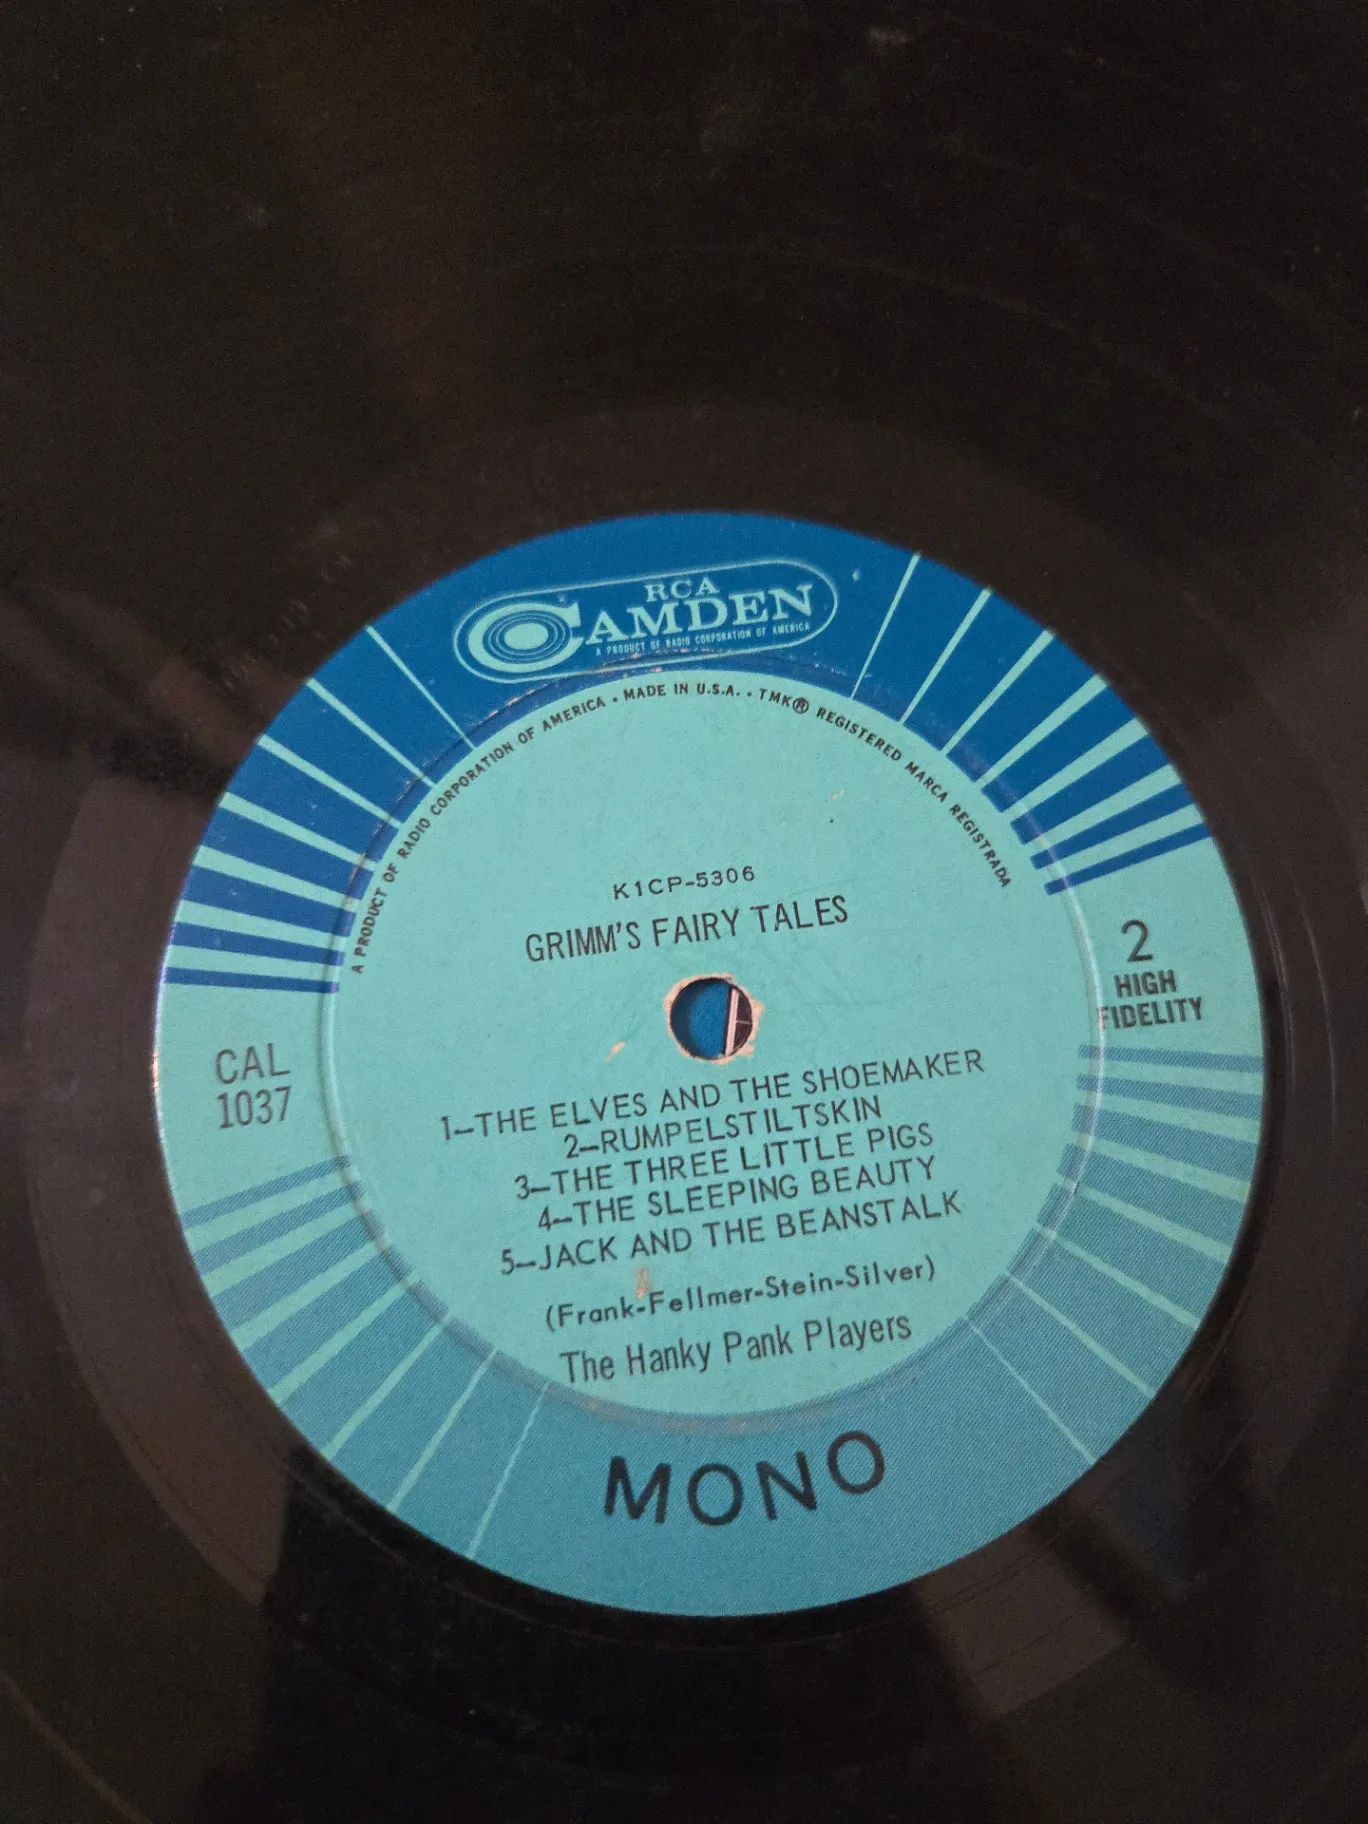 RCA
CAMDEN
A PRODUCT OF RADIO CORPORATION OF AMERICA
A PRODUCT OF RADIO CORPORATION OF AMERICA • MADE IN U.S.A. • TMK® REGISTERED MARCA REGISTRADA
K1CP-5306
GRIMM'S FAIRY TALES
2
HIGH
FIDELITY
CAL
1037
1—THE ELVES AND THE SHOEMAKER
2—RUMPELSTILTSKIN
3—THE THREE LITTLE PIGS
4—THE SLEEPING BEAUTY
5—JACK AND THE BEANSTALK
(Frank-Fellmer-Stein-Silver)
The Hanky Pank Players
MONO